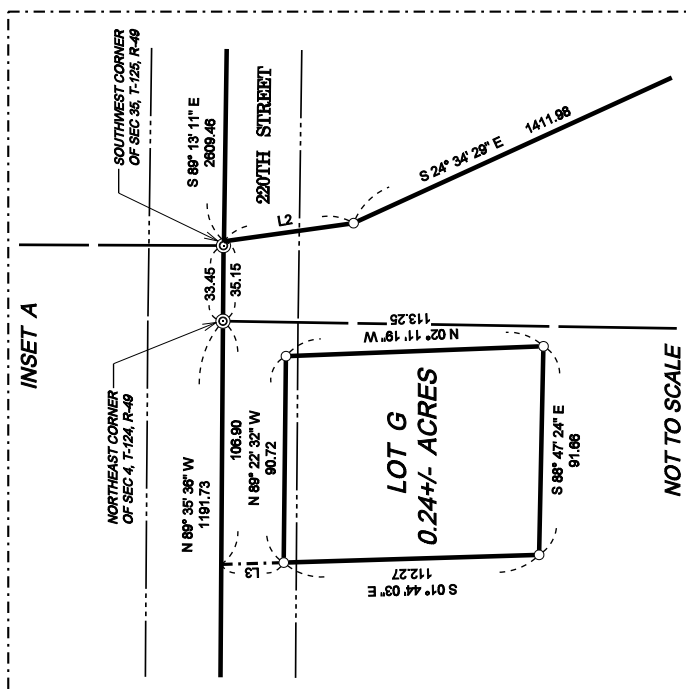 INSET A
SOUTHWEST CORNER
OF SEC 35, T-125, R-49
NORTHEAST CORNER
OF SEC 4, T-124, R-49
S 89° 13' 11" E
2609.46
220TH STREET
L2
S 24° 34' 29" E
1411.98
33.45
35.15
N 89° 35' 36" W
1191.73
106.90
N 89° 22' 32" W
90.72
L3
N 02° 11' 19" W
113.25
LOT G
0.24+/- ACRES
S 01° 44' 03" E
112.27
S 88° 47' 24" E
91.66
NOT TO SCALE